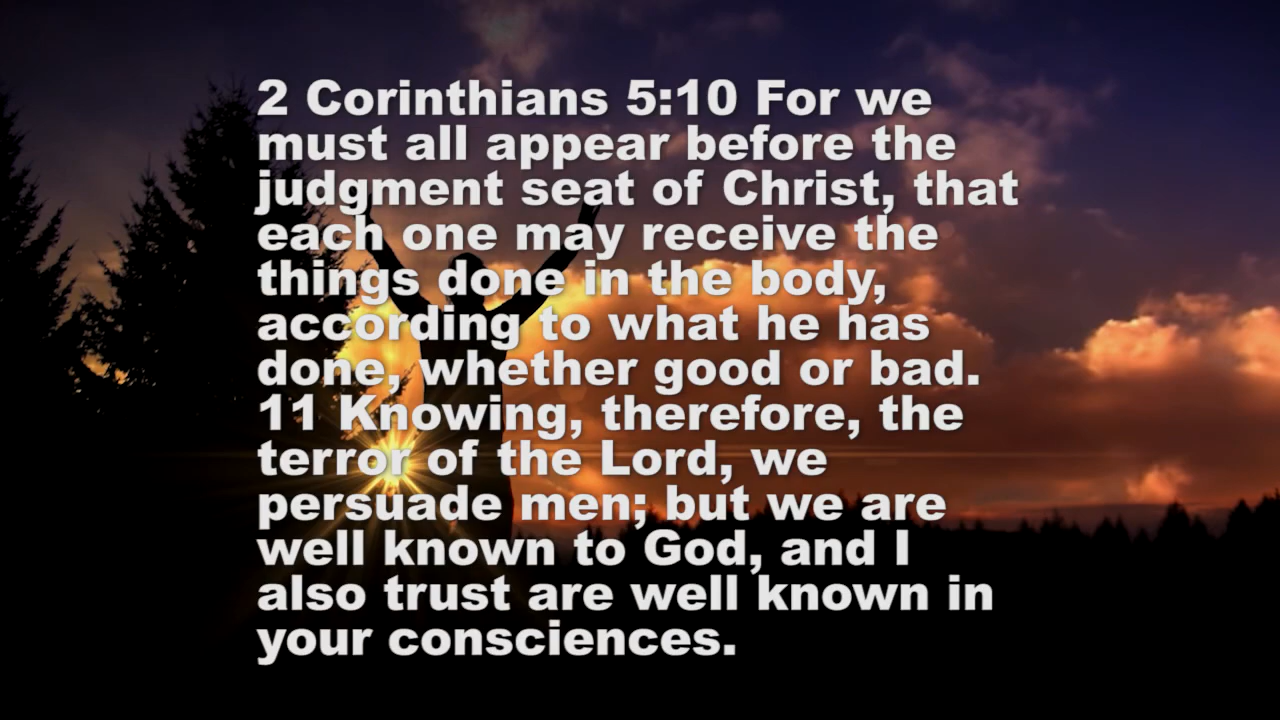 2 Corinthians 5:10 For we
must all appear before the
judgment seat of Christ, that
each one may receive the
things done in the body,
according to what he has
done, whether good or bad.
11 Knowing, therefore, the
terror of the Lord, we
persuade men; but we are
well known to God, and I
also trust are well known in
your consciences.